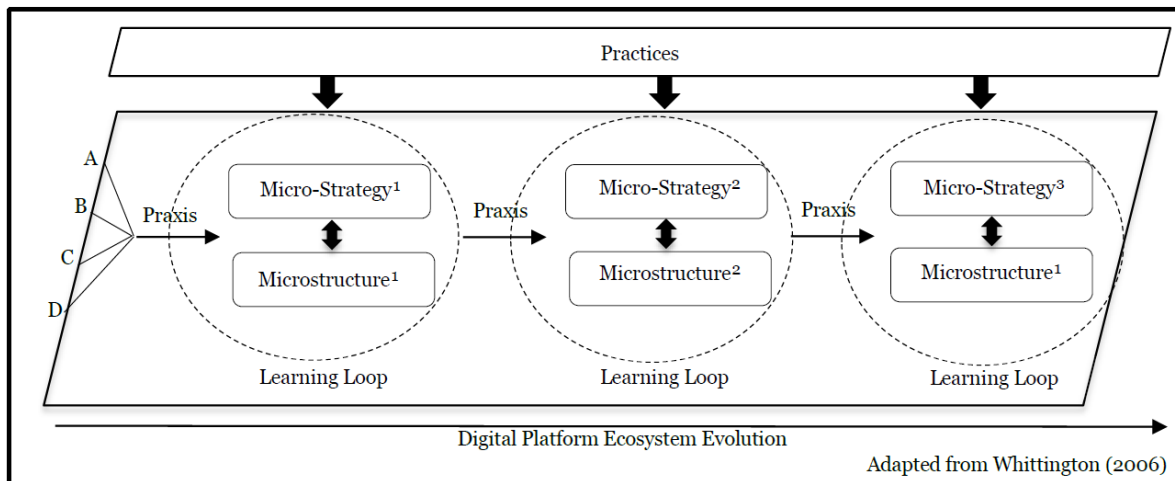 Practices
A
B
C
D
Praxis
Micro-Strategy¹
Microstructure¹
Learning Loop
Praxis
Micro-Strategy²
Microstructure²
Learning Loop
Praxis
Micro-Strategy³
Microstructure¹
Learning Loop
Digital Platform Ecosystem Evolution
Adapted from Whittington (2006)